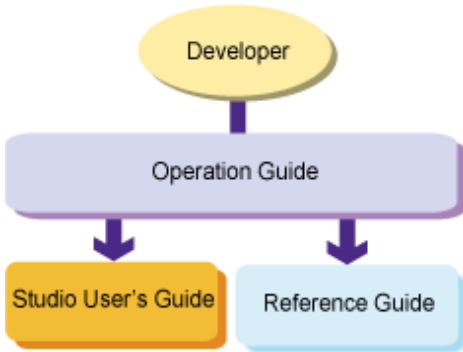 Developer
Operation Guide
Studio User's Guide
Reference Guide